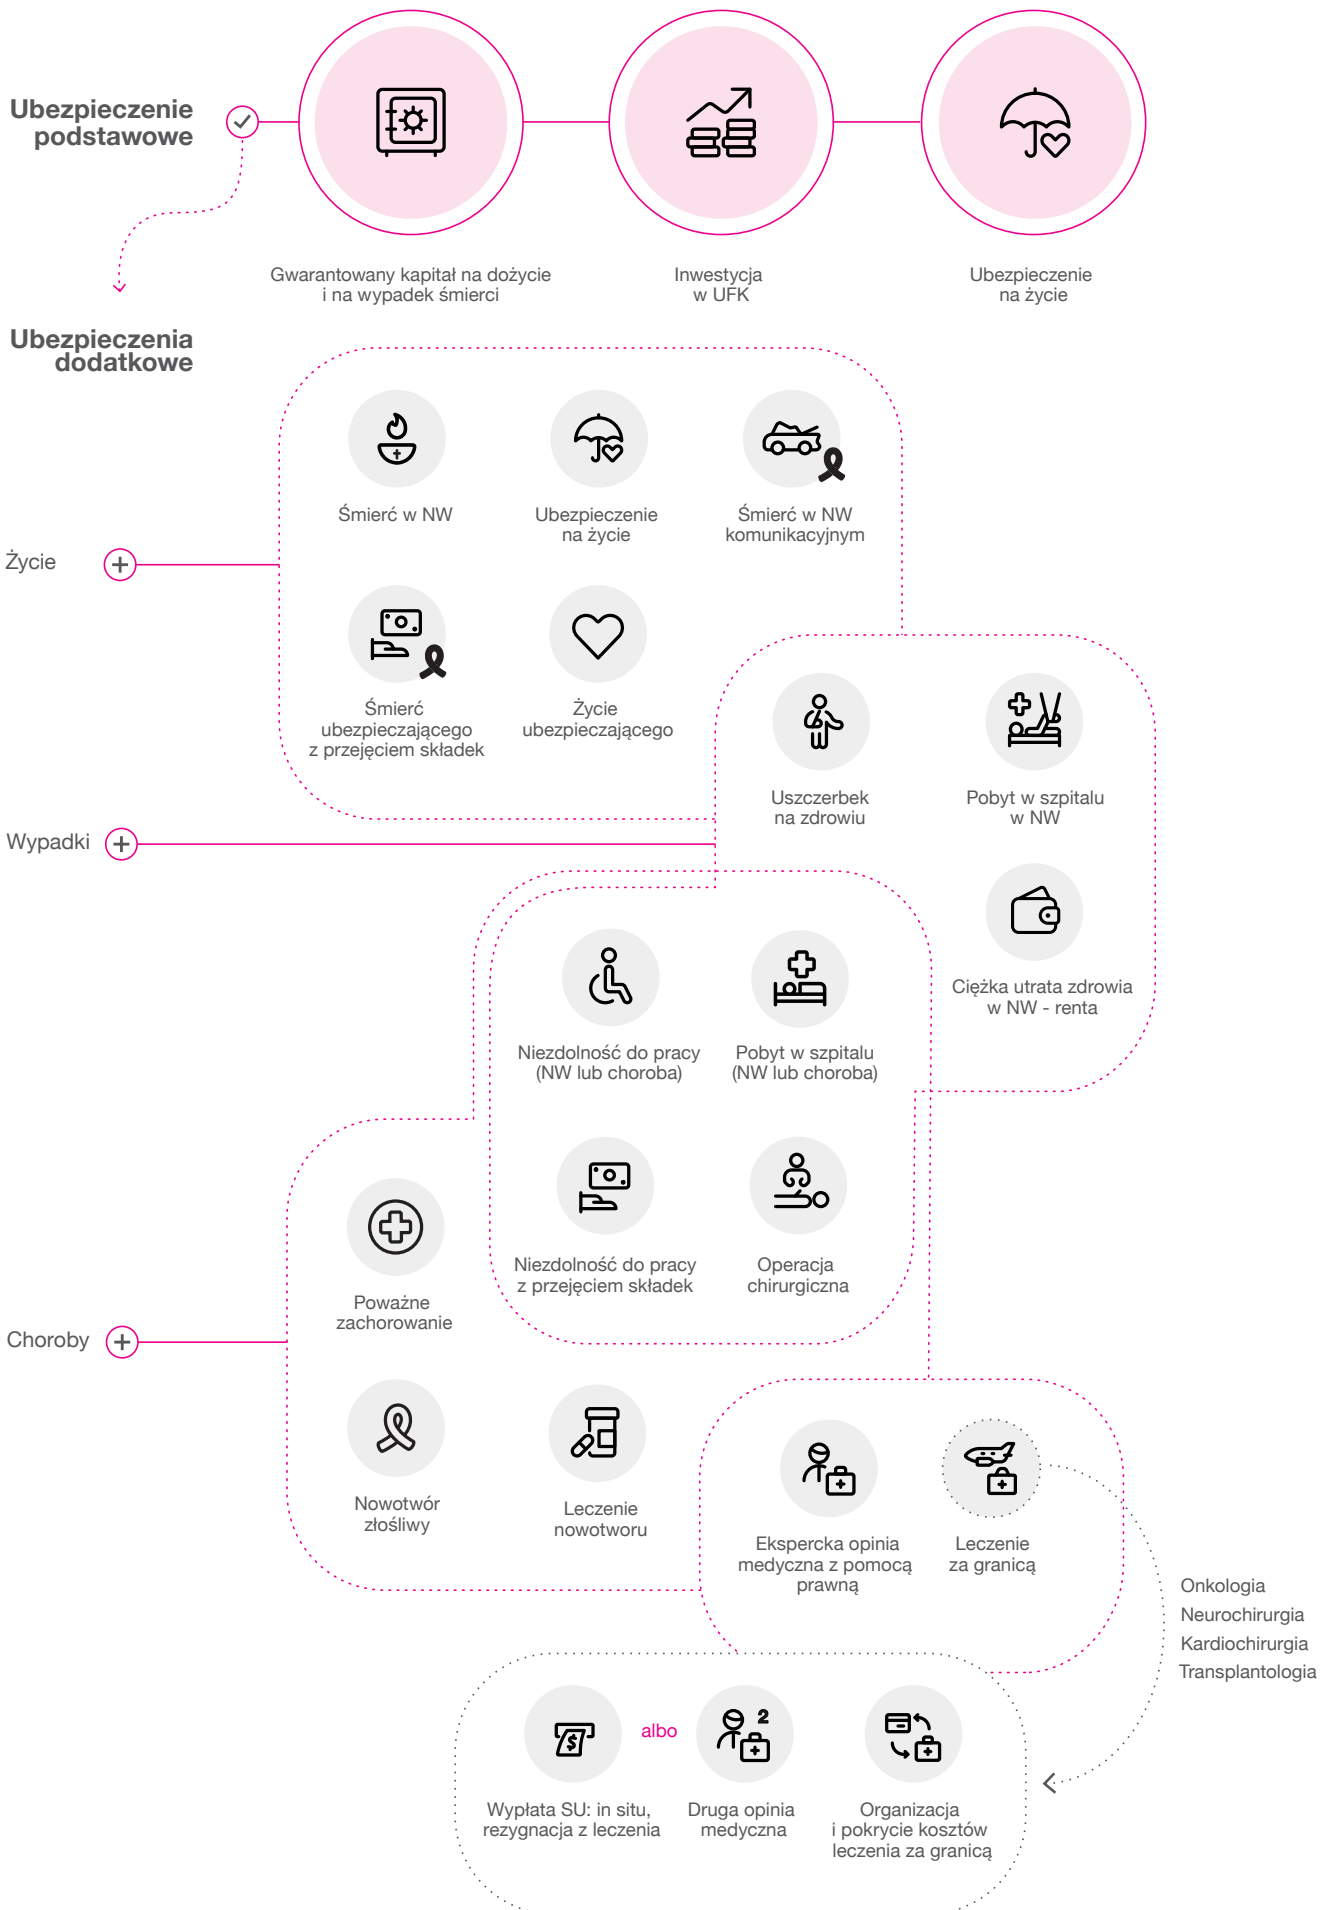 Ubezpieczenie
podstawowe
Gwarantowany kapitał na dożycie
i na wypadek śmierci
Inwestycja
w UFK
Ubezpieczenie
na życie
Ubezpieczenia
dodatkowe
Życie
Śmierć w NW
Ubezpieczenie
na życie
Śmierć w NW
komunikacyjnym
Śmierć
ubezpieczającego
z przejęciem składek
Życie
ubezpieczającego
Wypadki
Uszczerbek
na zdrowiu
Pobyt w szpitalu
w NW
Ciężka utrata zdrowia
w NW - renta
Niezdolność do pracy
(NW lub choroba)
Pobyt w szpitalu
(NW lub choroba)
Niezdolność do pracy
z przejęciem składek
Operacja
chirurgiczna
Choroby
Poważne
zachorowanie
Nowotwór
złośliwy
Leczenie
nowotworu
Ekspercka opinia
medyczna z pomocą
prawną
Leczenie
za granicą
Onkologia
Neurochirurgia
Kardiochirurgia
Transplantologia
$
albo
2
Wypłata SU: in situ,
rezygnacja z leczenia
Druga opinia
medyczna
Organizacja
i pokrycie kosztów
leczenia za granicą